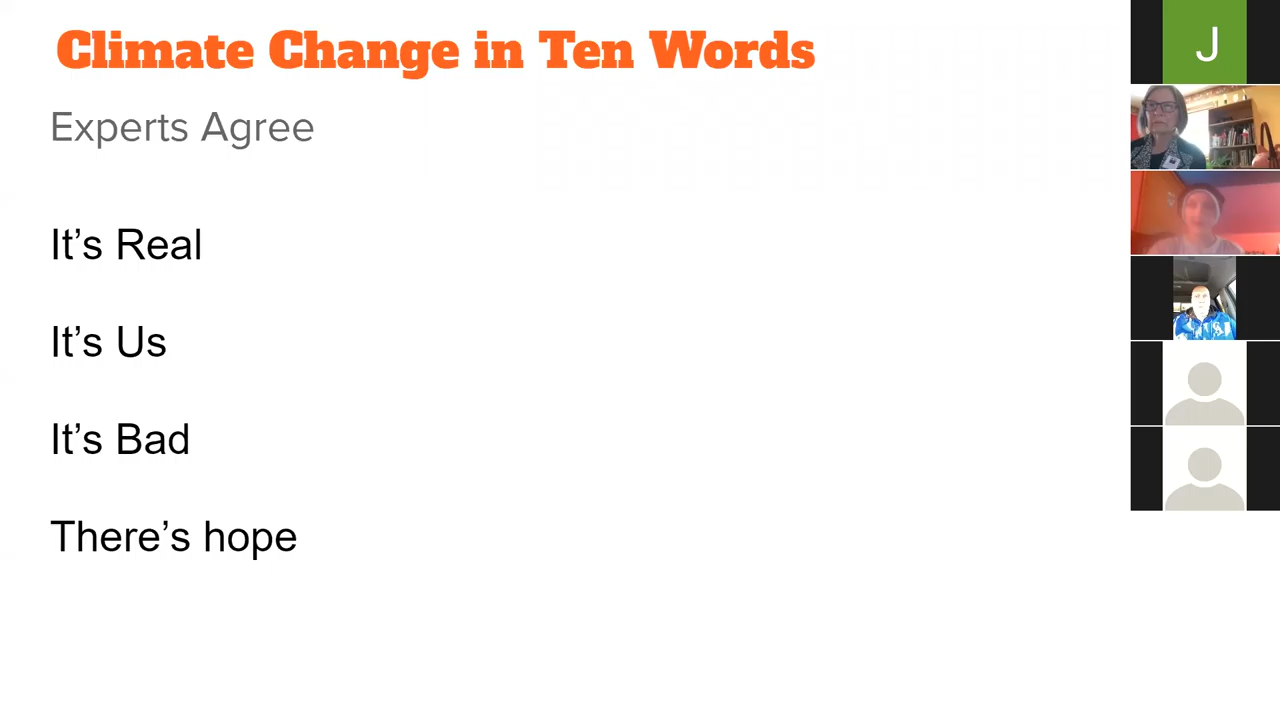 Climate Change in Ten Words
Experts Agree
It’s Real
It’s Us
It’s Bad
There’s hope
J